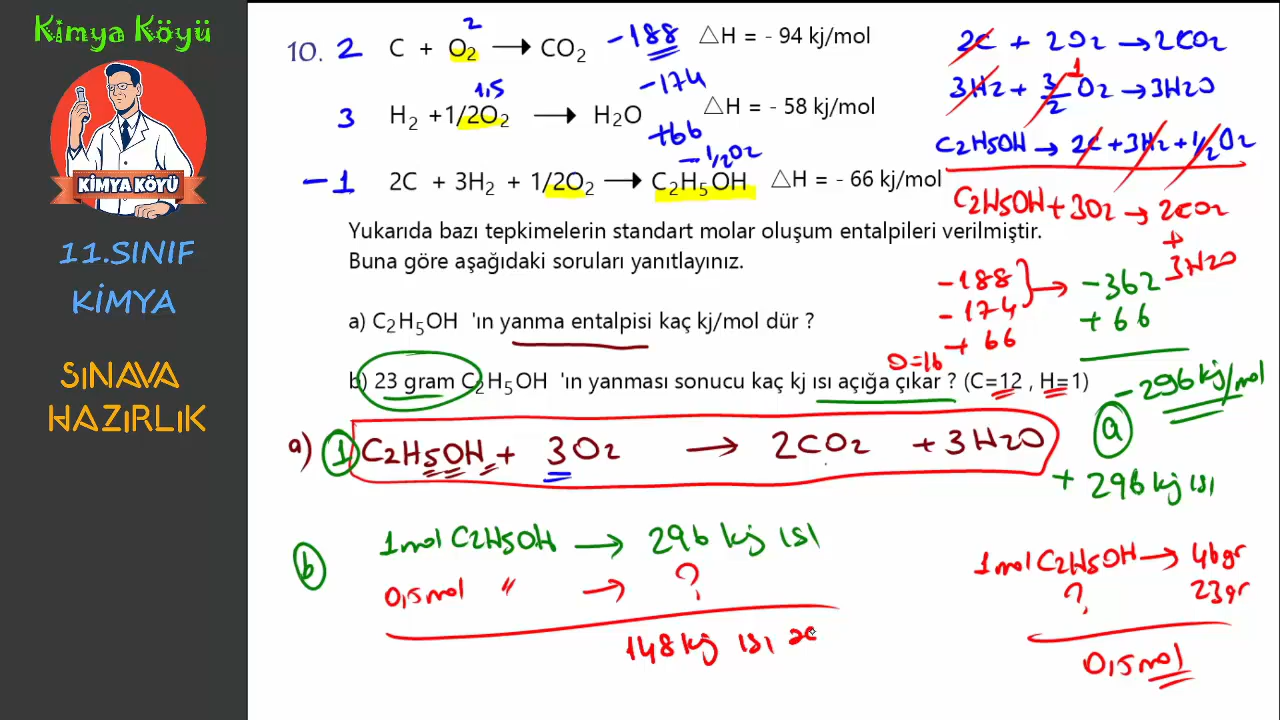 Kimya Köyü
KİMYA KÖYÜ
11.SINIF
KİMYA
SINAVA
HAZIRLIK
10. 2 C + O₂ ⟶ CO₂ -188 △H = - 94 kj/mol
2
-174
3 H₂ +1/2O₂ ⟶ H₂O △H = - 58 kj/mol
1,5
+66
-1/2O₂
-1 2C + 3H₂ + 1/2O₂ ⟶ C₂H₅OH △H = - 66 kj/mol
2C + 2O₂ → 2CO₂
3H₂ + 3/2 O₂ → 3H₂O
1
C₂H₅OH → 2C + 3H₂ + 1/2 O₂
C₂H₅OH + 3O₂ → 2CO₂
+
3H₂O
Yukarıda bazı tepkimelerin standart molar oluşum entalpileri verilmiştir.
Buna göre aşağıdaki soruları yanıtlayınız.
-188
-174
+ 66
→ -362
+ 66
-296 kj/mol
a) C₂H₅OH 'ın yanma entalpisi kaç kj/mol dür ?
O=16
b) 23 gram C₂H₅OH 'ın yanması sonucu kaç kj ısı açığa çıkar ? (C=12 , H=1)
a) 1 C₂H₅OH + 3O₂ → 2CO₂ + 3H₂O
a
+ 296 kj ısı
b
1mol C₂H₅OH → 296 kj ısı
0,5mol " → ?
148 kj ısı
1mol C₂H₅OH → 46gr
? 23gr
0,5mol